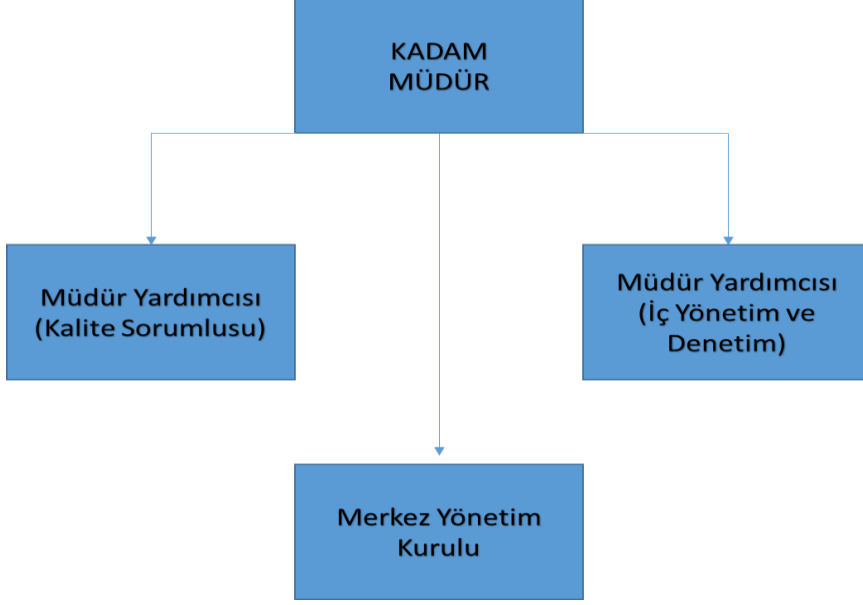 KADAM
MÜDÜR
Müdür Yardımcısı
(Kalite Sorumlusu)
Müdür Yardımcısı
(İç Yönetim ve
Denetim)
Merkez Yönetim
Kurulu